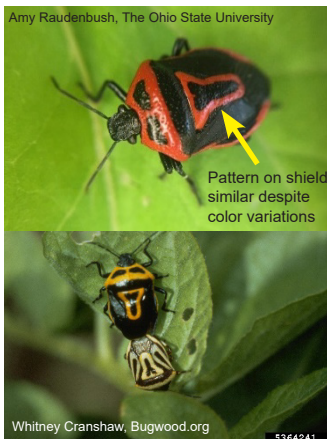 Amy Raudenbush, The Ohio State University
Pattern on shield
similar despite
color variations
Whitney Cranshaw, Bugwood.org
5364241